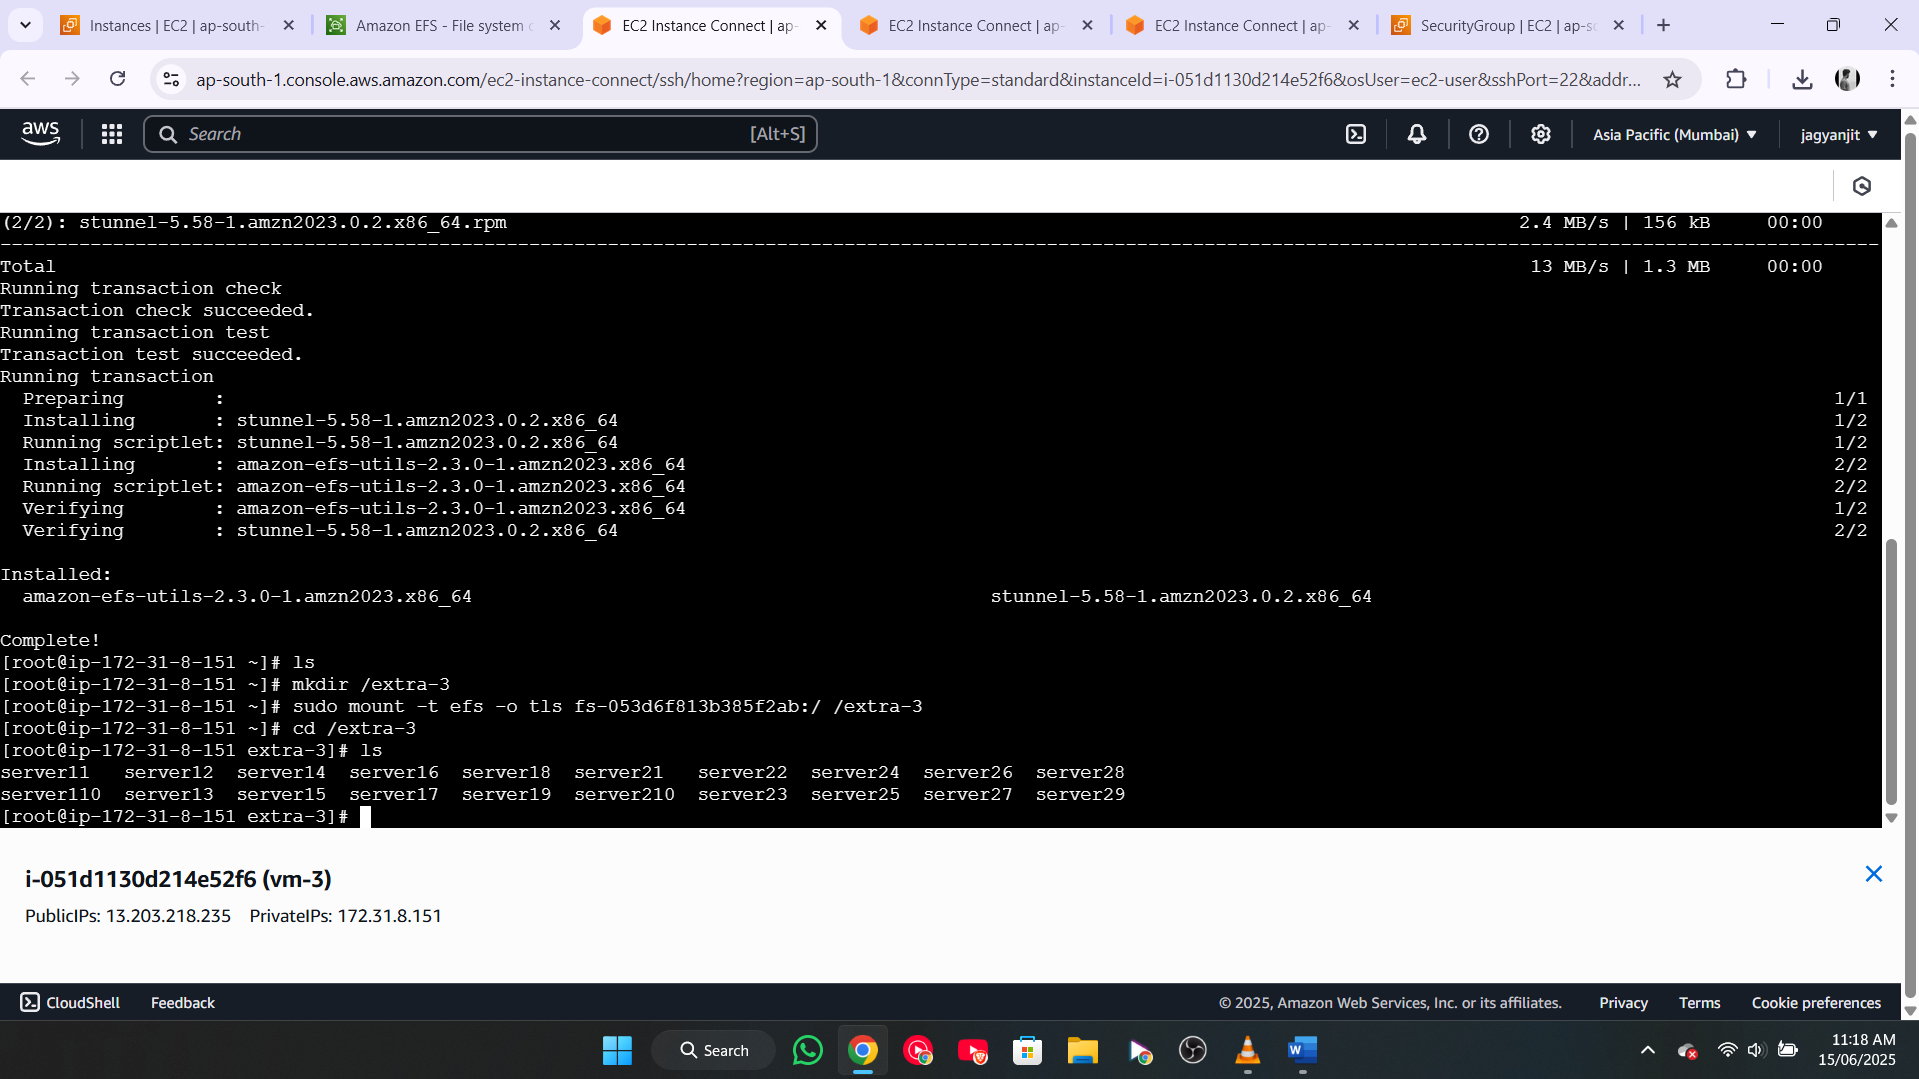 Instances | EC2 | ap-south-
Amazon EFS - File system
EC2 Instance Connect | ap-
EC2 Instance Connect | ap-
EC2 Instance Connect | ap-
SecurityGroup | EC2 | ap-so
ap-south-1.console.aws.amazon.com/ec2-instance-connect/ssh/home?region=ap-south-1&connType=standard&instanceId=i-051d1130d214e52f6&osUser=ec2-user&sshPort=22&addr...
aws
Search [Alt+S]
Asia Pacific (Mumbai)
jagyanjit
(2/2): stunnel-5.58-1.amzn2023.0.2.x86_64.rpm 2.4 MB/s | 156 kB 00:00
--------------------------------------------------------------------------------
Total 13 MB/s | 1.3 MB 00:00
Running transaction check
Transaction check succeeded.
Running transaction test
Transaction test succeeded.
Running transaction
Preparing : 1/1
Installing : stunnel-5.58-1.amzn2023.0.2.x86_64 1/2
Running scriptlet: stunnel-5.58-1.amzn2023.0.2.x86_64 1/2
Installing : amazon-efs-utils-2.3.0-1.amzn2023.x86_64 2/2
Running scriptlet: amazon-efs-utils-2.3.0-1.amzn2023.x86_64 2/2
Verifying : amazon-efs-utils-2.3.0-1.amzn2023.x86_64 1/2
Verifying : stunnel-5.58-1.amzn2023.0.2.x86_64 2/2
Installed:
amazon-efs-utils-2.3.0-1.amzn2023.x86_64 stunnel-5.58-1.amzn2023.0.2.x86_64
Complete!
[root@ip-172-31-8-151 ~]# ls
[root@ip-172-31-8-151 ~]# mkdir /extra-3
[root@ip-172-31-8-151 ~]# sudo mount -t efs -o tls fs-053d6f813b385f2ab:/ /extra-3
[root@ip-172-31-8-151 ~]# cd /extra-3
[root@ip-172-31-8-151 extra-3]# ls
server11 server12 server14 server16 server18 server21 server22 server24 server26 server28
server110 server13 server15 server17 server19 server210 server23 server25 server27 server29
[root@ip-172-31-8-151 extra-3]#
i-051d1130d214e52f6 (vm-3)
PublicIPs: 13.203.218.235 PrivateIPs: 172.31.8.151
CloudShell Feedback © 2025, Amazon Web Services, Inc. or its affiliates. Privacy Terms Cookie preferences
Search
11:18 AM
15/06/2025